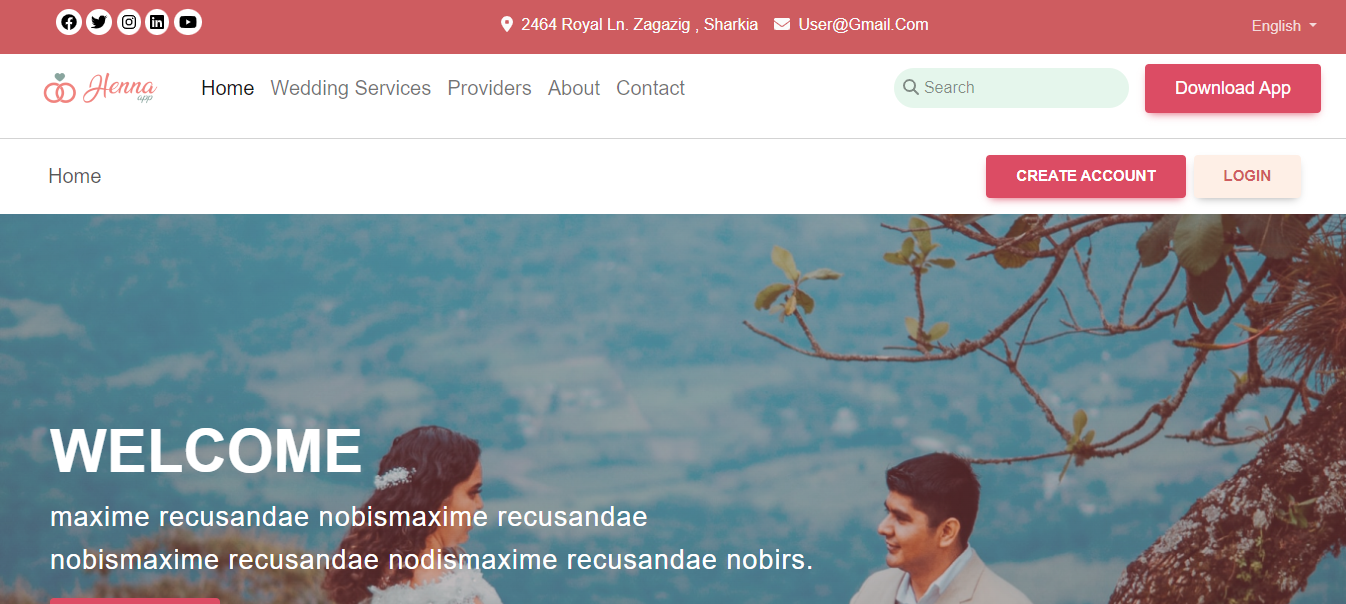 2464 Royal Ln. Zagazig , Sharkia User@Gmail.Com English
Henna app Home Wedding Services Providers About Contact Search Download App
Home CREATE ACCOUNT LOGIN
WELCOME
maxime recusandae nobismaxime recusandae
nobismaxime recusandae nodismaxime recusandae nobirs.